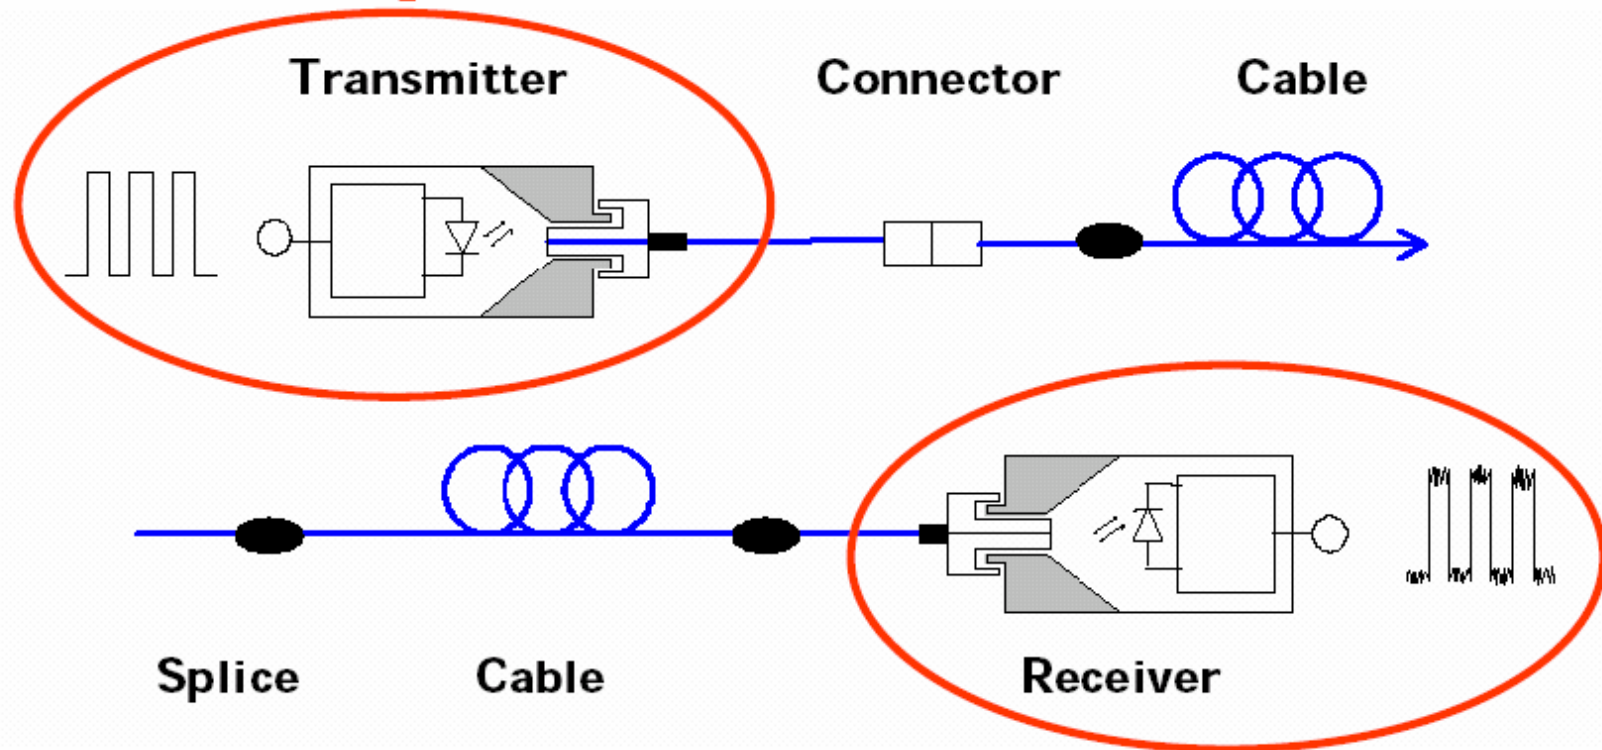 Transmitter
Connector
Cable
Splice
Cable
Receiver